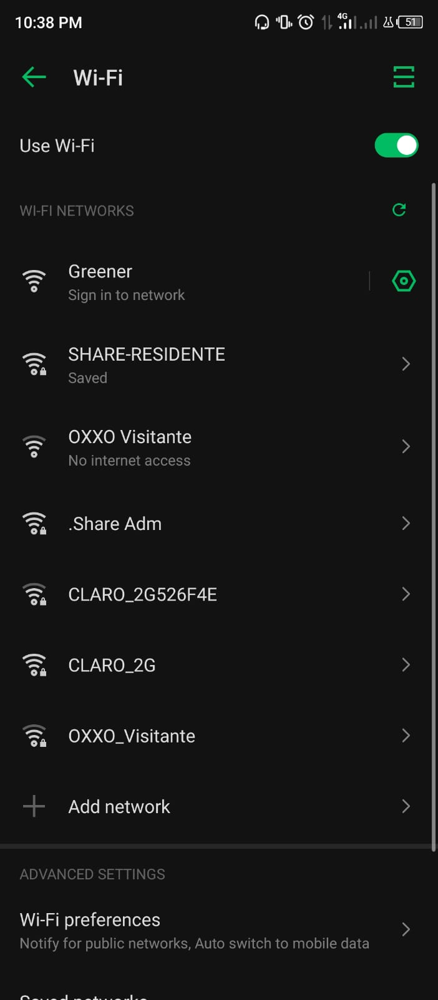 10:38 PM 4G 51
Wi-Fi
Use Wi-Fi
WI-FI NETWORKS
Greener
Sign in to network
SHARE-RESIDENTE
Saved
OXXO Visitante
No internet access
.Share Adm
CLARO_2G526F4E
CLARO_2G
OXXO_Visitante
Add network
ADVANCED SETTINGS
Wi-Fi preferences
Notify for public networks, Auto switch to mobile data
Saved networks